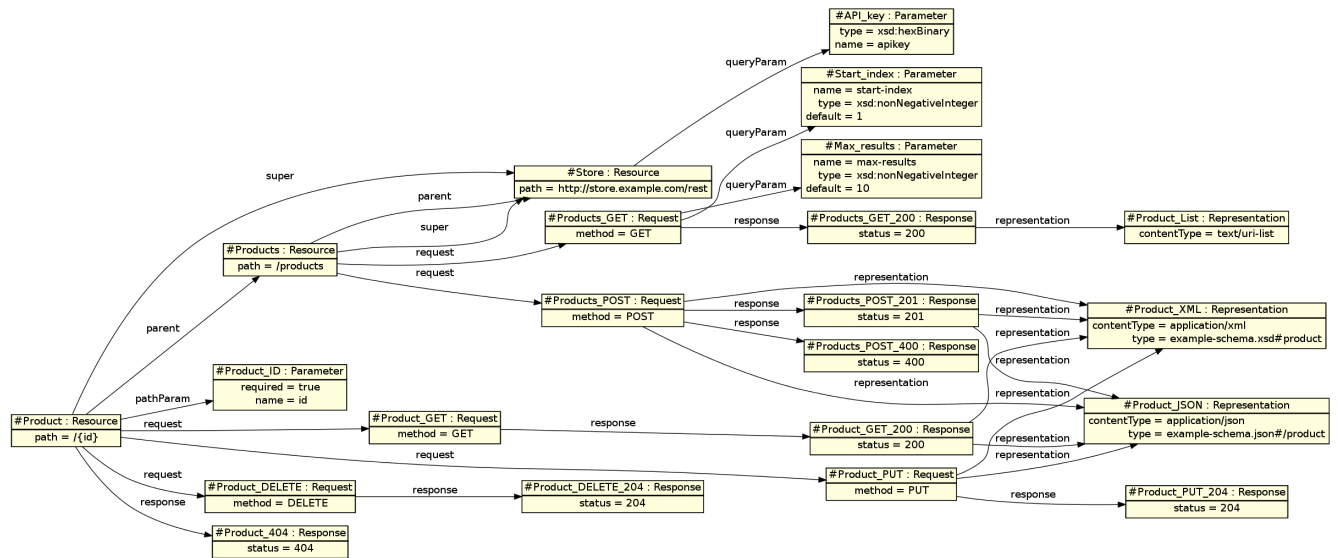 #API_key : Parameter
type = xsd:hexBinary
name = apikey
queryParam
#Start_index : Parameter
name = start-index
type = xsd:nonNegativeInteger
default = 1
queryParam
#Max_results : Parameter
name = max-results
type = xsd:nonNegativeInteger
default = 10
queryParam
super
#Store : Resource
path = http://store.example.com/rest
parent
super
#Products : Resource
path = /products
request
request
#Products_GET : Request
method = GET
response
#Products_GET_200 : Response
status = 200
representation
#Product_List : Representation
contentType = text/uri-list
#Products_POST : Request
method = POST
representation
response
response
representation
#Products_POST_201 : Response
status = 201
representation
representation
#Products_POST_400 : Response
status = 400
#Product_XML : Representation
contentType = application/xml
type = example-schema.xsd#product
parent
#Product_ID : Parameter
required = true
name = id
pathParam
#Product : Resource
path = /{id}
request
#Product_GET : Request
method = GET
response
#Product_GET_200 : Response
status = 200
representation
representation
#Product_JSON : Representation
contentType = application/json
type = example-schema.json#/product
request
#Product_PUT : Request
method = PUT
representation
representation
response
#Product_PUT_204 : Response
status = 204
request
#Product_DELETE : Request
method = DELETE
response
#Product_DELETE_204 : Response
status = 204
response
#Product_404 : Response
status = 404